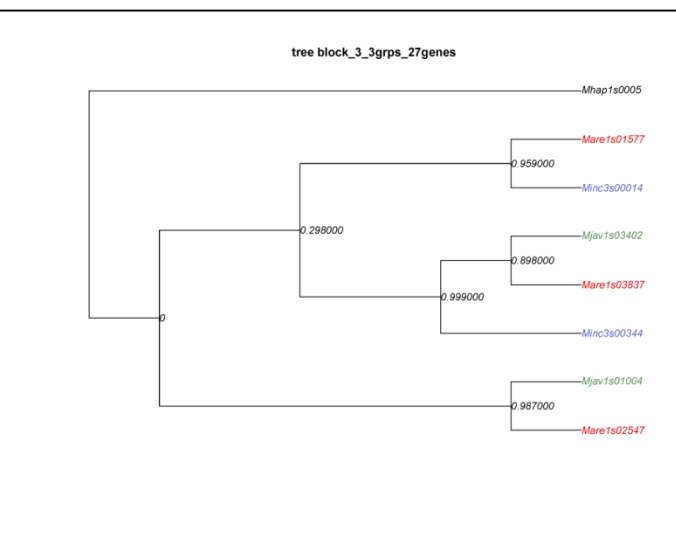 tree block_3_3grps_27genes
Mhap1s0005
Mare1s01577
0.959000
Minc3s00014
0.298000
Mjav1s03402
0.898000
Mare1s03837
0.999000
0
Minc3s00344
Mjav1s01004
0.987000
Mare1s02547